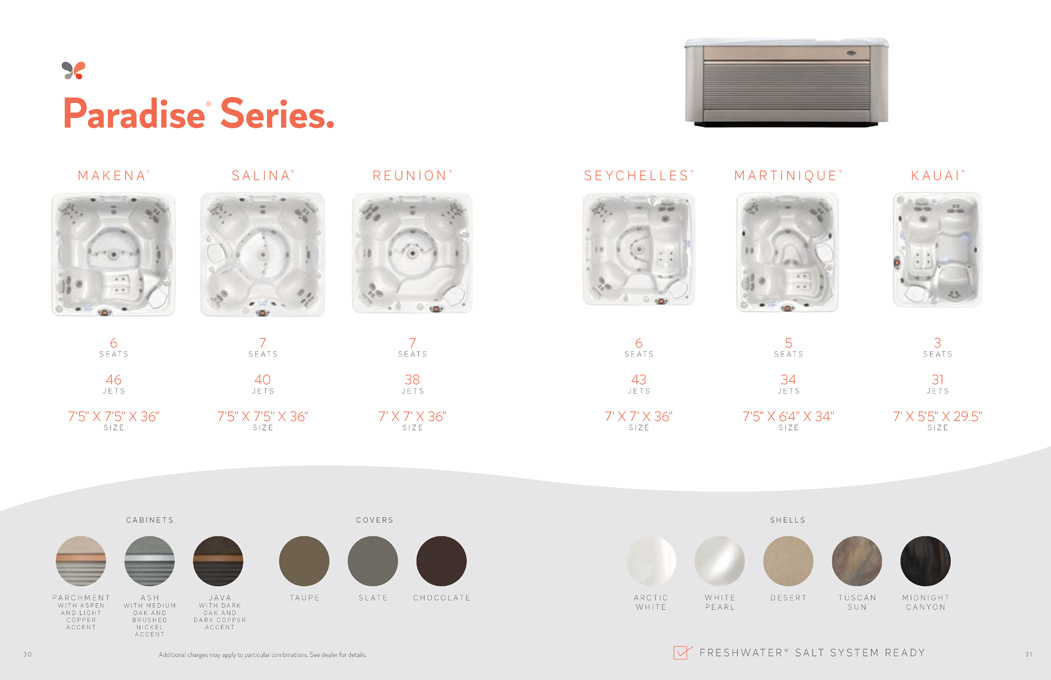 Paradise® Series.
MAKENA®
6
SEATS
46
JETS
7'5" X 7'5" X 36"
SIZE
SALINA®
7
SEATS
40
JETS
7'5" X 7'5" X 36"
SIZE
REUNION®
7
SEATS
38
JETS
7' X 7' X 36"
SIZE
SEYCHELLES®
6
SEATS
43
JETS
7' X 7' X 36"
SIZE
MARTINIQUE®
5
SEATS
34
JETS
7'5" X 6'4" X 34"
SIZE
KAUAI®
3
SEATS
31
JETS
7' X 5'5" X 29.5"
SIZE
CABINETS
PARCHMENT
WITH ASPEN
AND LIGHT
COPPER
ACCENT
ASH
WITH MEDIUM
OAK AND
BRUSHED
NICKEL
ACCENT
JAVA
WITH DARK
OAK AND
DARK COPPER
ACCENT
COVERS
TAUPE
SLATE
CHOCOLATE
SHELLS
ARCTIC
WHITE
WHITE
PEARL
DESERT
TUSCAN
SUN
MIDNIGHT
CANYON
30
Additional charges may apply to particular combinations. See dealer for details.
FRESHWATER® SALT SYSTEM READY
31